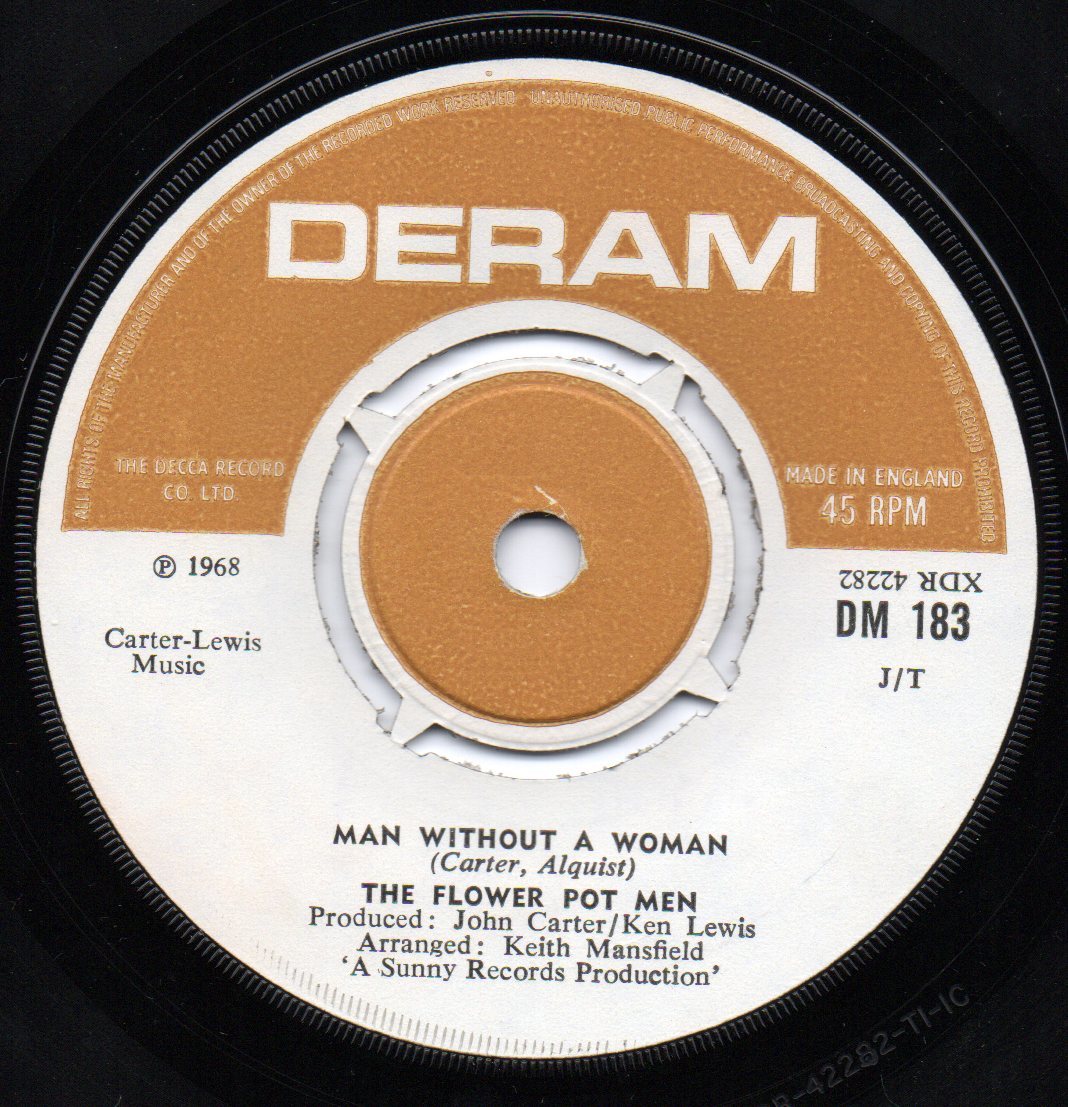 ALL RIGHTS OF THE MANUFACTURER AND OF THE OWNER OF THE RECORDED WORK RESERVED UNAUTHORISED PUBLIC PERFORMANCE BROADCASTING AND COPYING OF THIS RECORD PROHIBITED
DERAM
THE DECCA RECORD
CO. LTD.
MADE IN ENGLAND
45 RPM
℗ 1968
XDR 42282
DM 183
Carter-Lewis
Music
J/T
MAN WITHOUT A WOMAN
(Carter, Alquist)
THE FLOWER POT MEN
Produced: John Carter/Ken Lewis
Arranged: Keith Mansfield
‘A Sunny Records Production’
R-42282-T1-1C